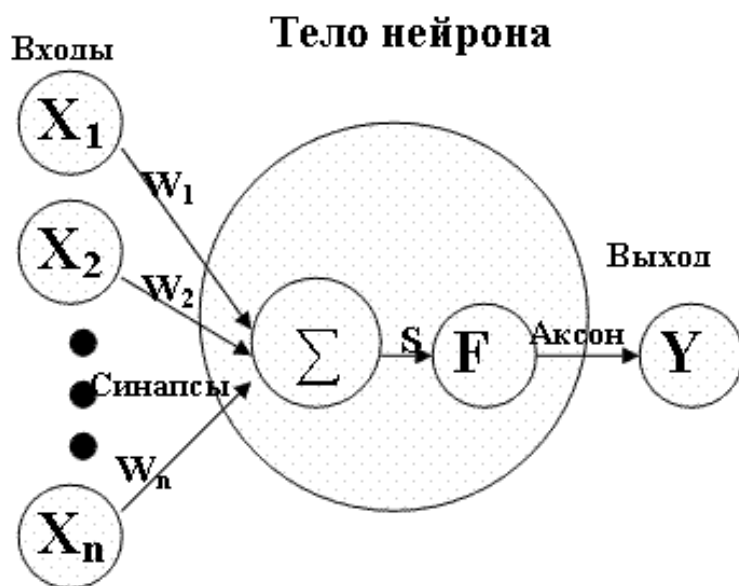 Тело нейрона
Входы
X1
W1
X2
W2
Выход
Σ
S
F
Аксон
Y
Синапсы
Wn
Xn